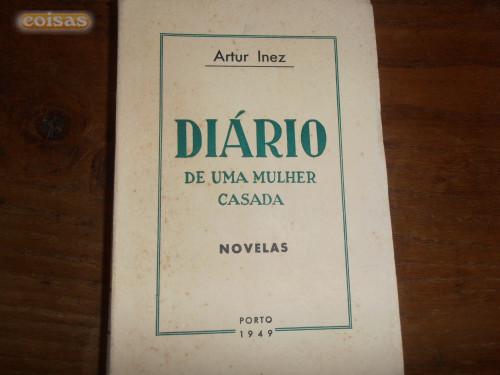 coisas
Artur Inez
DIÁRIO
DE UMA MULHER
CASADA
NOVELAS
PORTO
1949